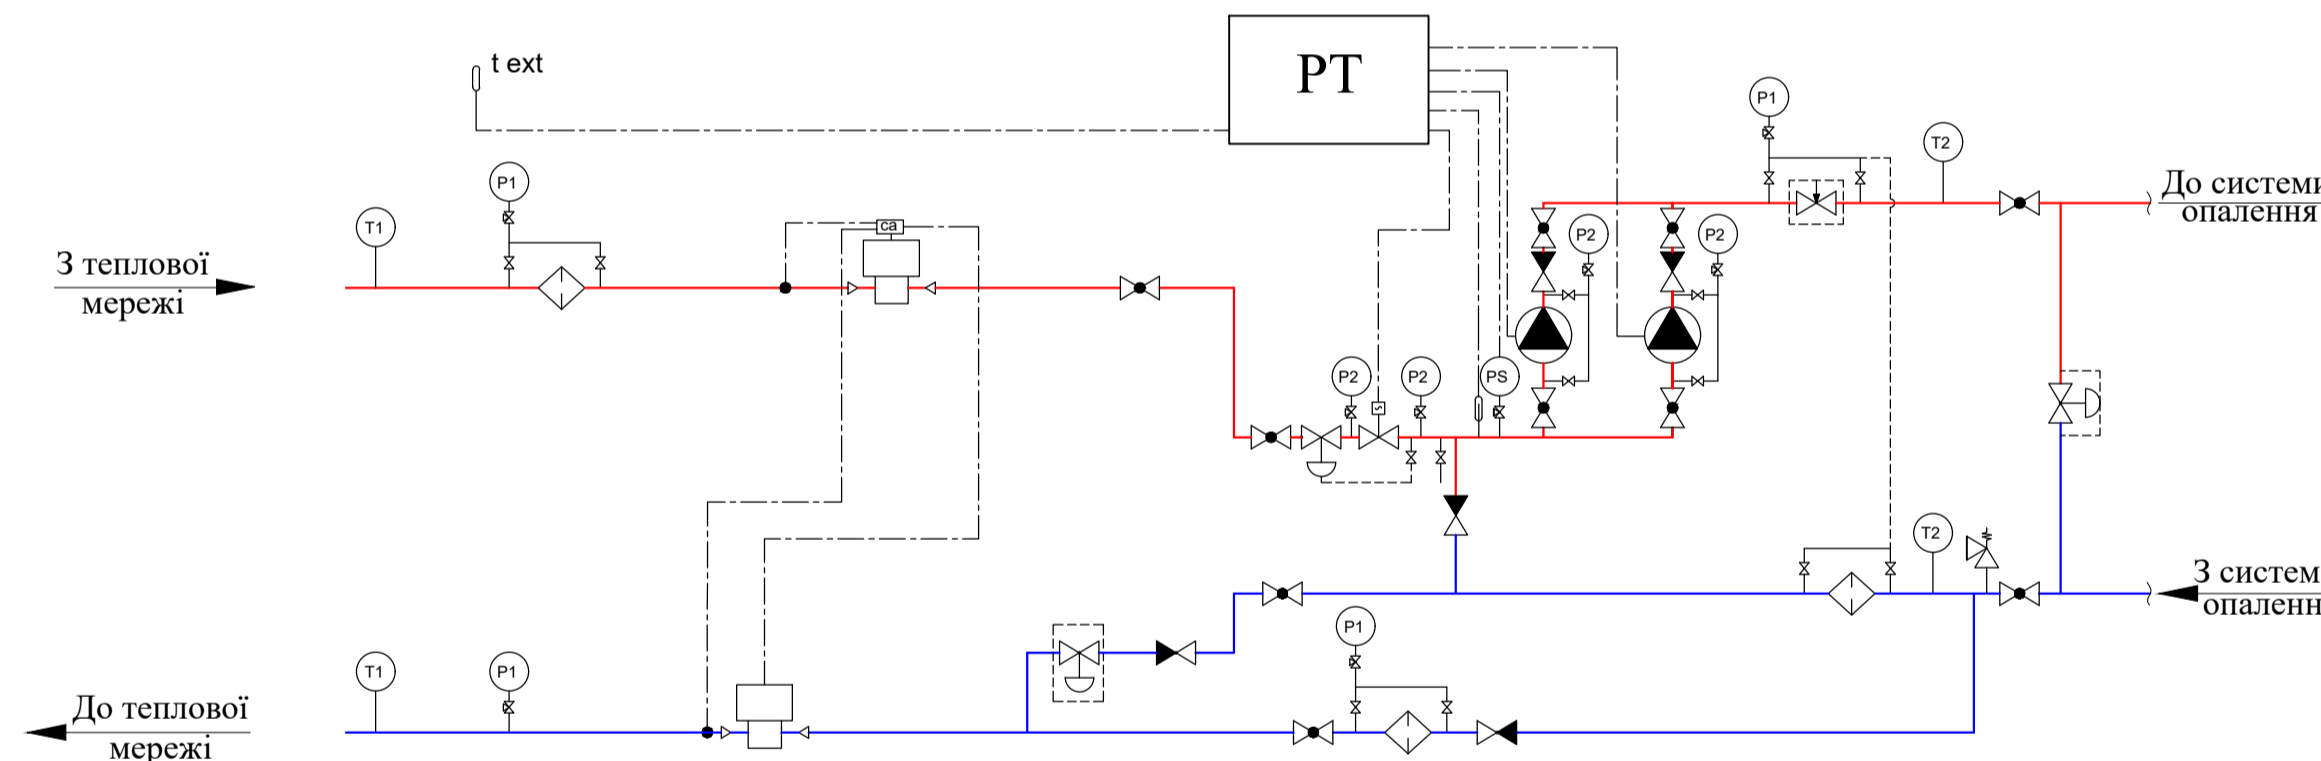 t ext
РТ
P1
T2
До системи
опалення
P1
T1
ca
P2
P2
З теплової
мережі
P2
P2
PS
s
T2
З систем
опаленн
P1
T1
P1
До теплової
мережі